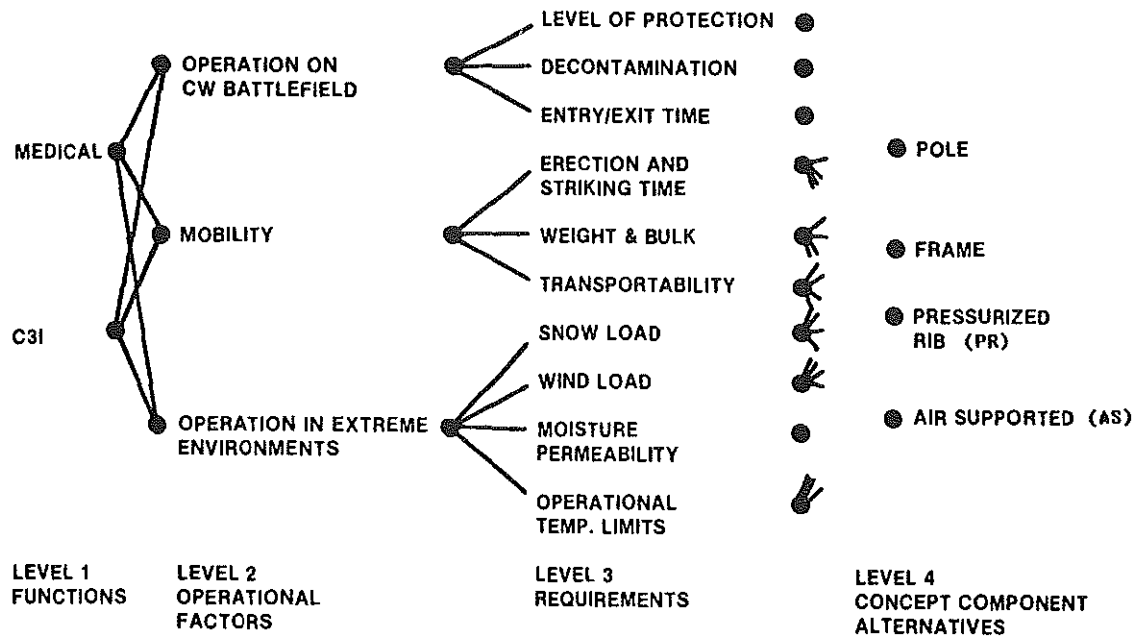 MEDICAL
C3I
LEVEL 1
FUNCTIONS
OPERATION ON
CW BATTLEFIELD
MOBILITY
OPERATION IN EXTREME
ENVIRONMENTS
LEVEL 2
OPERATIONAL
FACTORS
LEVEL OF PROTECTION
DECONTAMINATION
ENTRY/EXIT TIME
ERECTION AND
STRIKING TIME
WEIGHT & BULK
TRANSPORTABILITY
SNOW LOAD
WIND LOAD
MOISTURE
PERMEABILITY
OPERATIONAL
TEMP. LIMITS
LEVEL 3
REQUIREMENTS
POLE
FRAME
PRESSURIZED
RIB (PR)
AIR SUPPORTED (AS)
LEVEL 4
CONCEPT COMPONENT
ALTERNATIVES